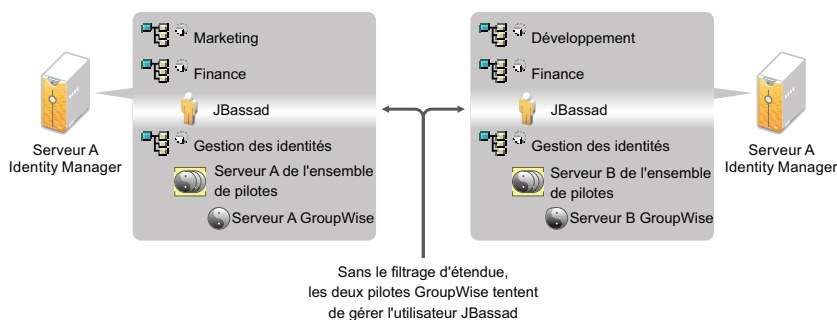 Marketing
Finance
JBassad
Gestion des identités
Serveur A de l'ensemble
de pilotes
Serveur A GroupWise
Serveur A
Identity Manager
Développement
Finance
JBassad
Gestion des identités
Serveur B de l'ensemble
de pilotes
Serveur B GroupWise
Serveur A
Identity Manager
Sans le filtrage d'étendue,
les deux pilotes GroupWise tentent
de gérer l'utilisateur JBassad